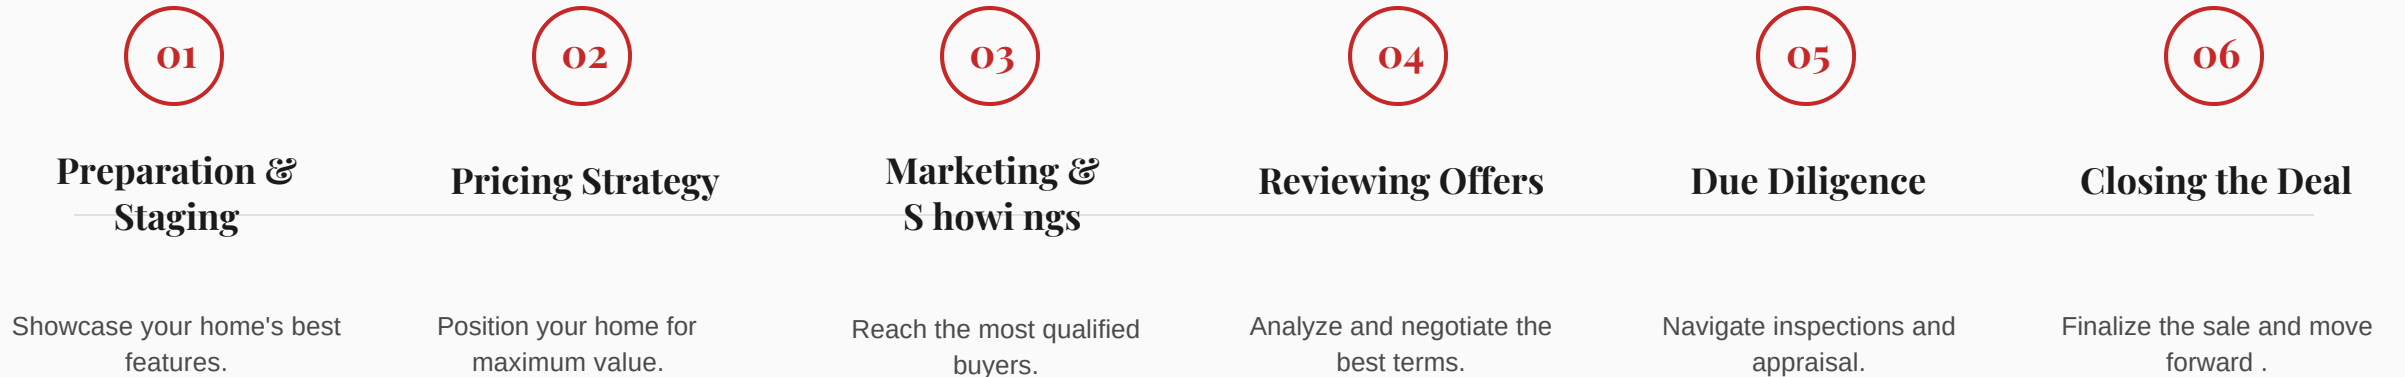 01
02
03
04
05
06
Preparation &
Staging
Pricing Strategy
Marketing &
S howi ngs
Reviewing Offers
Due Diligence
Closing the Deal
Showcase your home's best
features.
Position your home for
maximum value.
Reach the most qualified
buyers.
Analyze and negotiate the
best terms.
Navigate inspections and
appraisal.
Finalize the sale and move
forward .